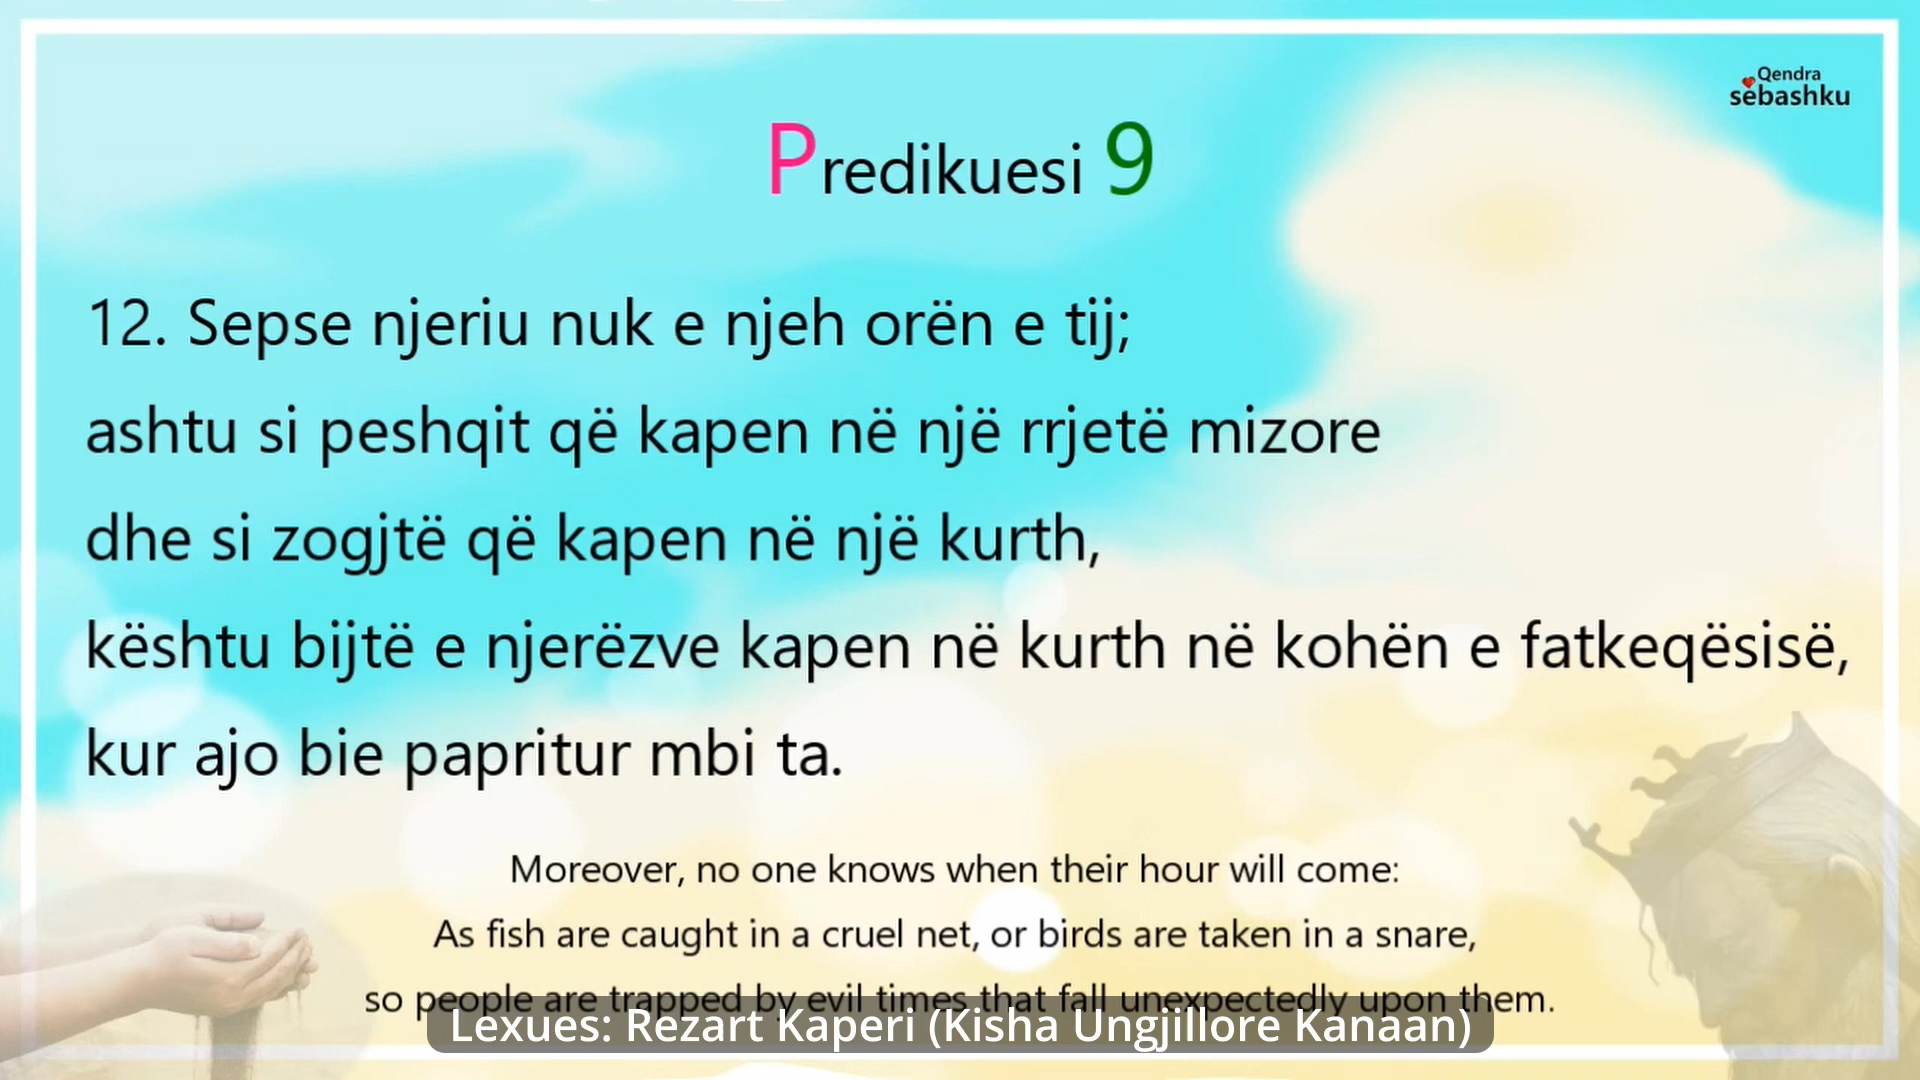 Qendra
sëbashku
Predikuesi 9
12. Sepse njeriu nuk e njeh orën e tij;
ashtu si peshqit që kapen në një rrjetë mizore
dhe si zogjtë që kapen në një kurth,
kështu bijtë e njerëzve kapen në kurth në kohën e fatkeqësisë,
kur ajo bie papritur mbi ta.
Moreover, no one knows when their hour will come:
As fish are caught in a cruel net, or birds are taken in a snare,
so people are trapped by evil times that fall unexpectedly upon them.
Lexues: Rezart Kaperi (Kisha Ungjillore Kanaan)